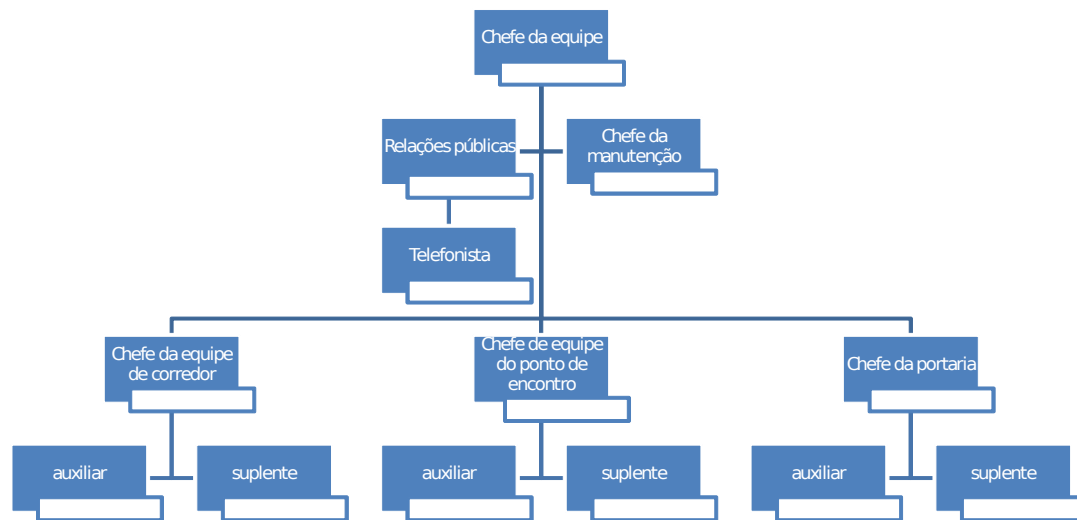 Chefe da equipe
Relações públicas
Chefe da
manutenção
Telefonista
Chefe da equipe
de corredor
Chefe de equipe
do ponto de
encontro
Chefe da portaria
auxiliar
suplente
auxiliar
suplente
auxiliar
suplente